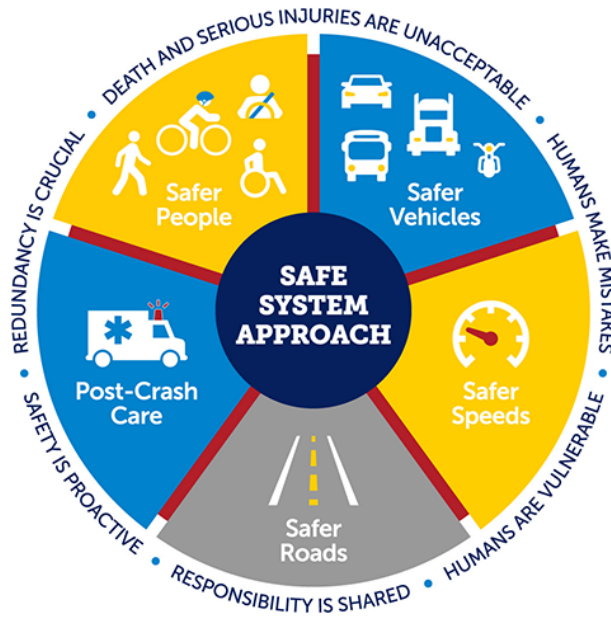 DEATH AND SERIOUS INJURIES ARE UNACCEPTABLE
HUMANS MAKE MISTAKES
HUMANS ARE VULNERABLE
RESPONSIBILITY IS SHARED
SAFETY IS PROACTIVE
REDUNDANCY IS CRUCIAL
Safer
People
Safer
Vehicles
SAFE
SYSTEM
APPROACH
Post-Crash
Care
Safer
Speeds
Safer
Roads